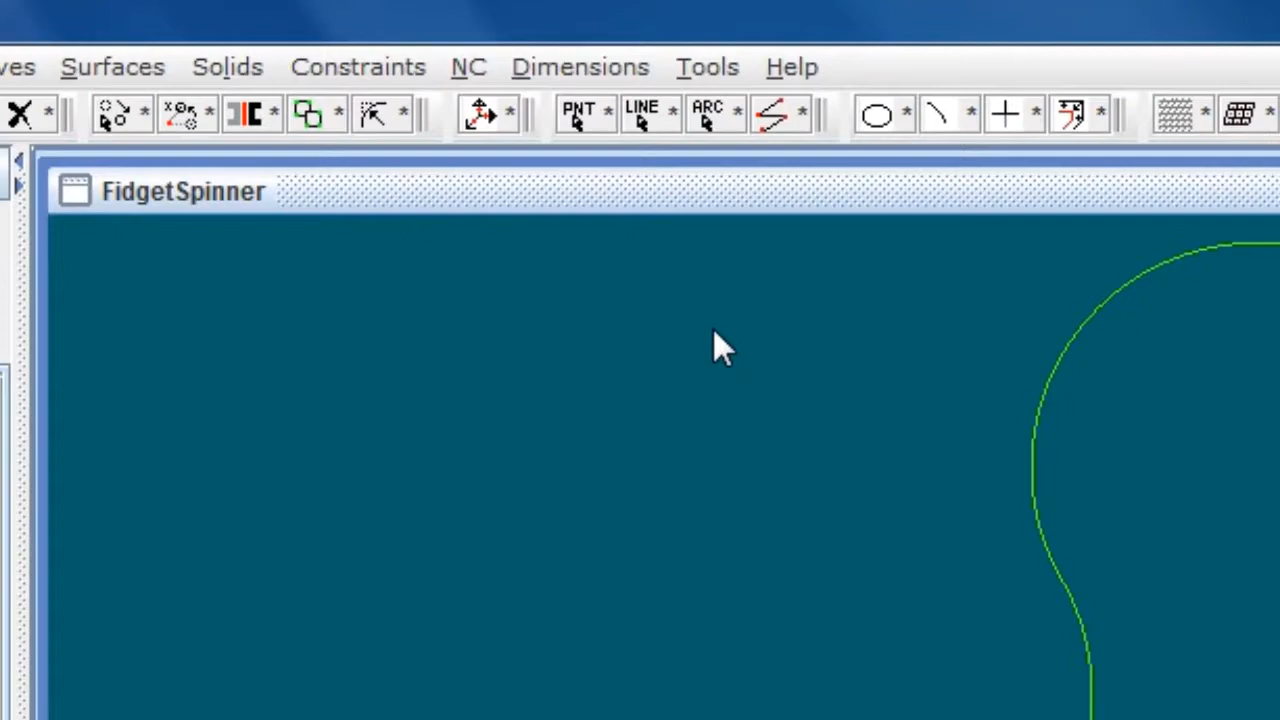 ves Surfaces Solids Constraints NC Dimensions Tools Help
PNT LINE ARC
FidgetSpinner